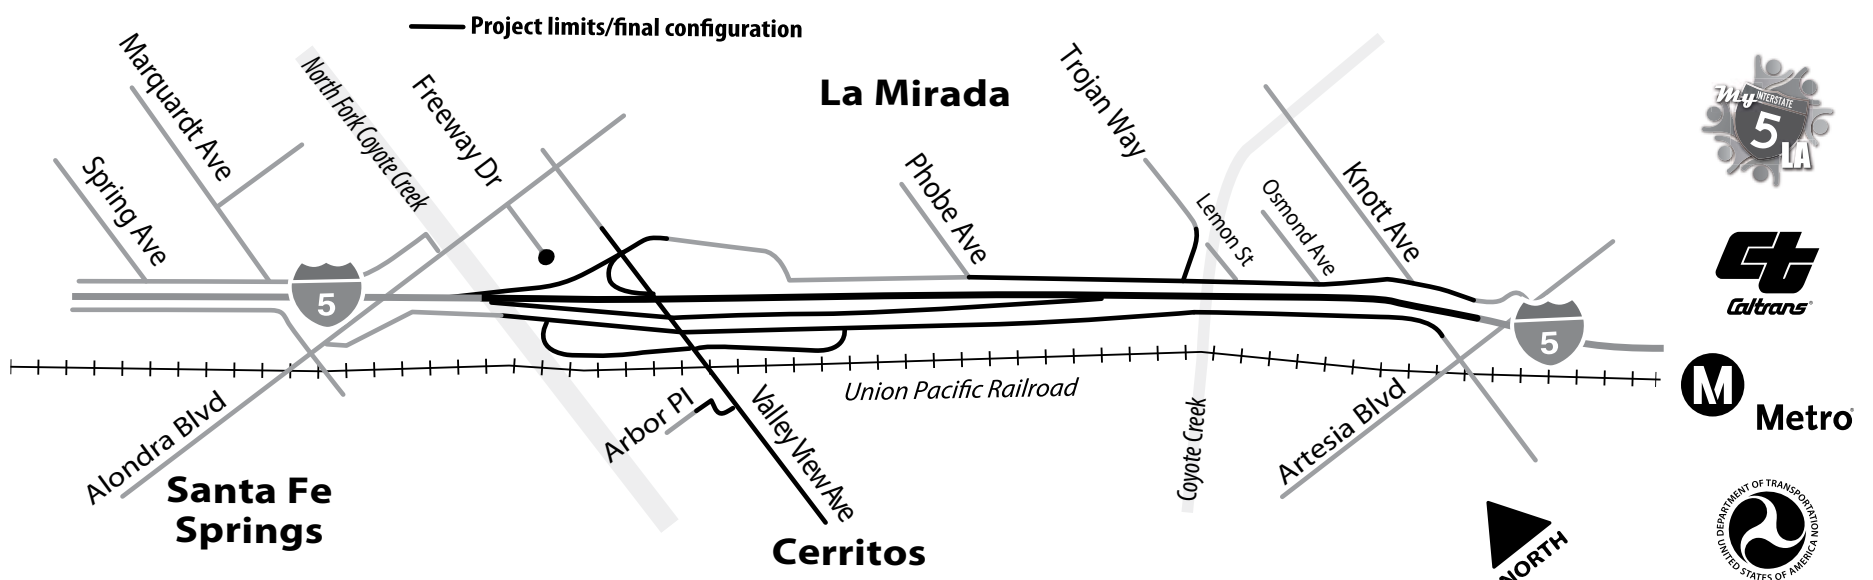 Project limits/final configuration
Marquardt Ave
Spring Ave
North Fork Coyote Creek
Freeway Dr
La Mirada
Trojan Way
Phobe Ave
Lemon St
Osmond Ave
Knott Ave
My
INTERSTATE
5
LA
5
5
Caltrans
Union Pacific Railroad
Alondra Blvd
Arbor Pl
Valley View Ave
Coyote Creek
Artesia Blvd
M
Metro
Santa Fe
Springs
Cerritos
NORTH
DEPARTMENT OF TRANSPORTATION
UNITED STATES OF AMERICA